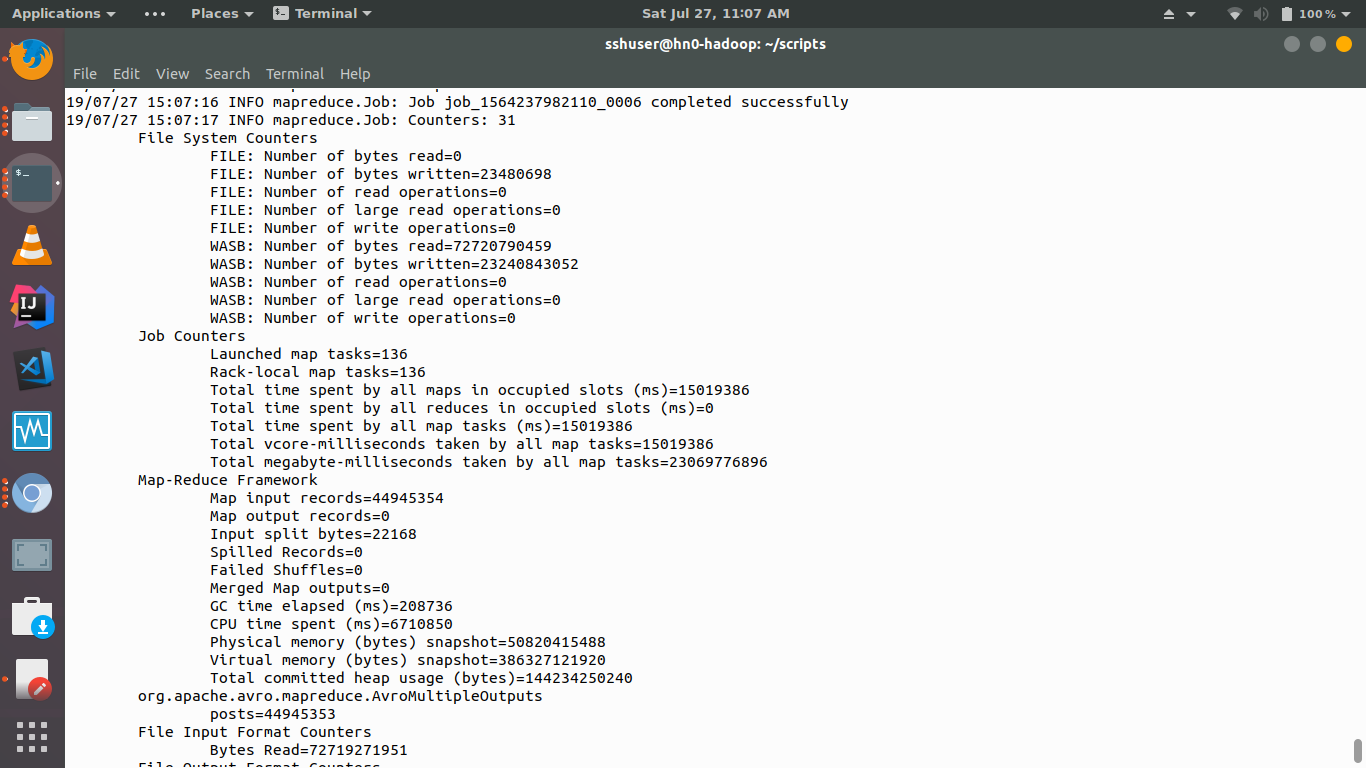 Applications Places Terminal Sat Jul 27, 11:07 AM 100 %
sshuser@hn0-hadoop: ~/scripts
File Edit View Search Terminal Help
19/07/27 15:07:16 INFO mapreduce.Job: Job job_1564237982110_0006 completed successfully
19/07/27 15:07:17 INFO mapreduce.Job: Counters: 31
File System Counters
FILE: Number of bytes read=0
FILE: Number of bytes written=23480698
FILE: Number of read operations=0
FILE: Number of large read operations=0
FILE: Number of write operations=0
WASB: Number of bytes read=72720790459
WASB: Number of bytes written=23240843052
WASB: Number of read operations=0
WASB: Number of large read operations=0
WASB: Number of write operations=0
Job Counters
Launched map tasks=136
Rack-local map tasks=136
Total time spent by all maps in occupied slots (ms)=15019386
Total time spent by all reduces in occupied slots (ms)=0
Total time spent by all map tasks (ms)=15019386
Total vcore-milliseconds taken by all map tasks=15019386
Total megabyte-milliseconds taken by all map tasks=23069776896
Map-Reduce Framework
Map input records=44945354
Map output records=0
Input split bytes=22168
Spilled Records=0
Failed Shuffles=0
Merged Map outputs=0
GC time elapsed (ms)=208736
CPU time spent (ms)=6710850
Physical memory (bytes) snapshot=50820415488
Virtual memory (bytes) snapshot=386327121920
Total committed heap usage (bytes)=144234250240
org.apache.avro.mapreduce.AvroMultipleOutputs
posts=44945353
File Input Format Counters
Bytes Read=72719271951
File Output Format Counters
IJ
$_